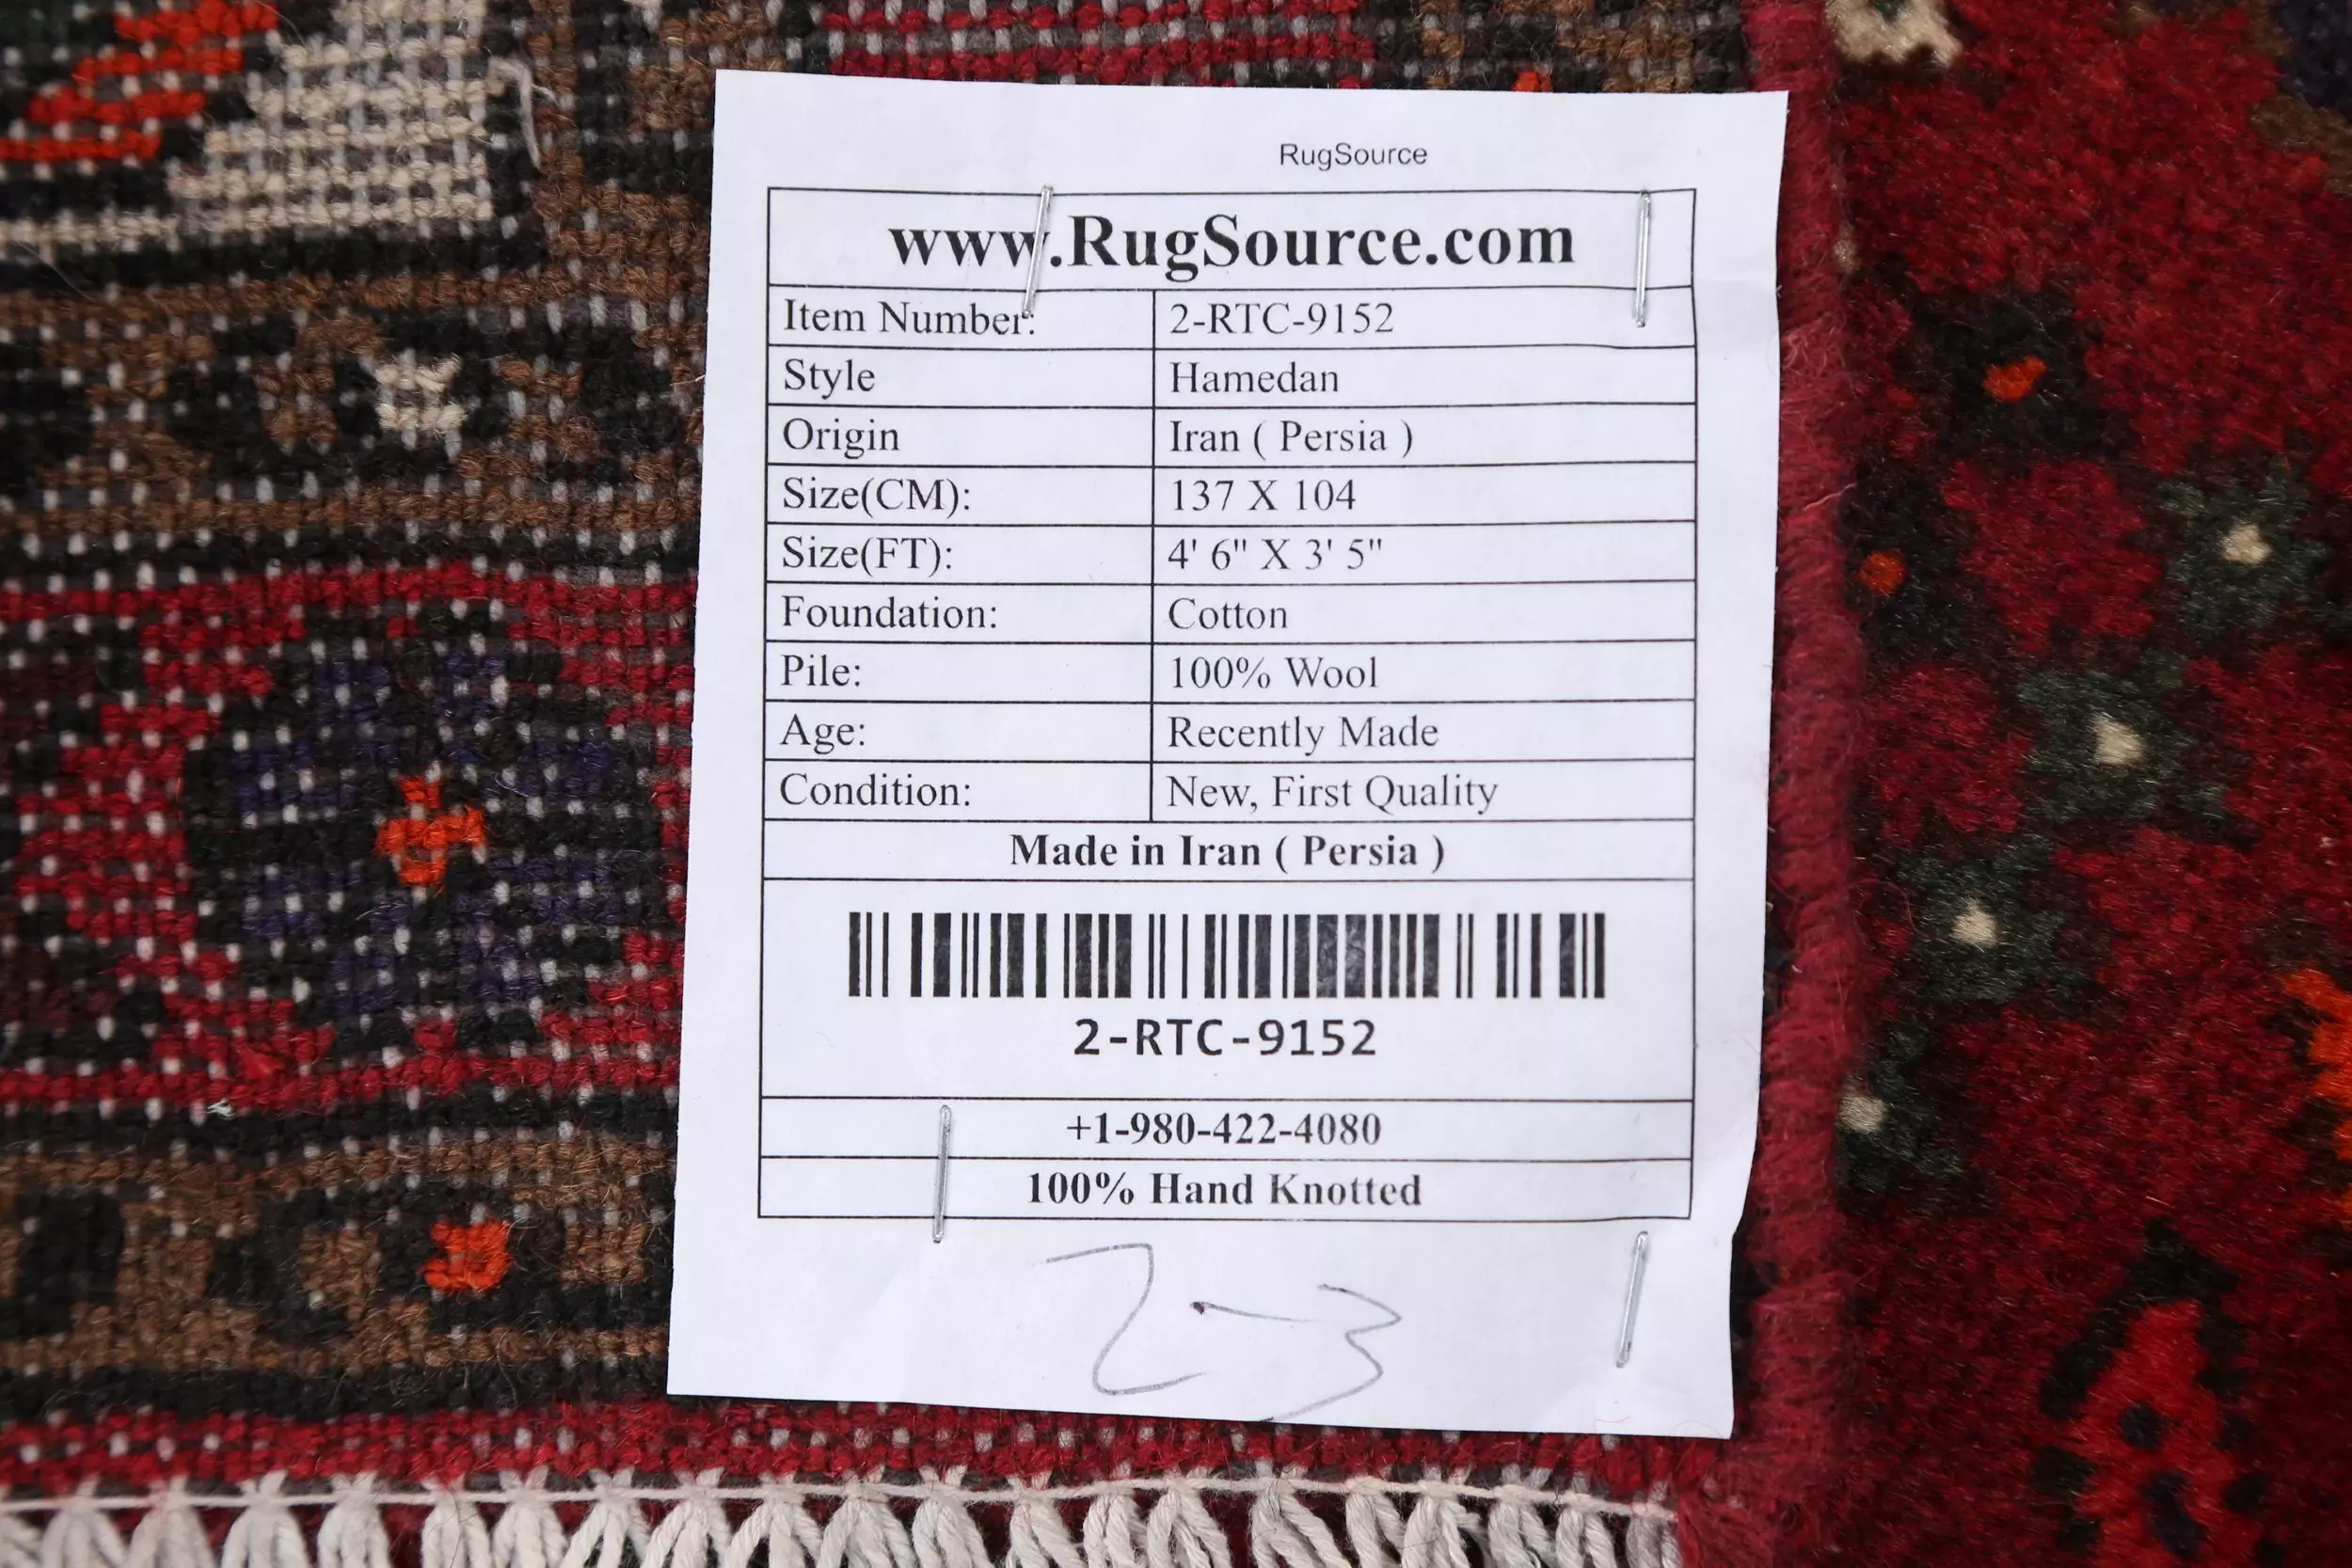 RugSource
www.RugSource.com
Item Number: 2-RTC-9152
Style Hamedan
Origin Iran ( Persia )
Size(CM): 137 X 104
Size(FT): 4' 6" X 3' 5"
Foundation: Cotton
Pile: 100% Wool
Age: Recently Made
Condition: New, First Quality
Made in Iran ( Persia )
2-RTC-9152
+1-980-422-4080
100% Hand Knotted